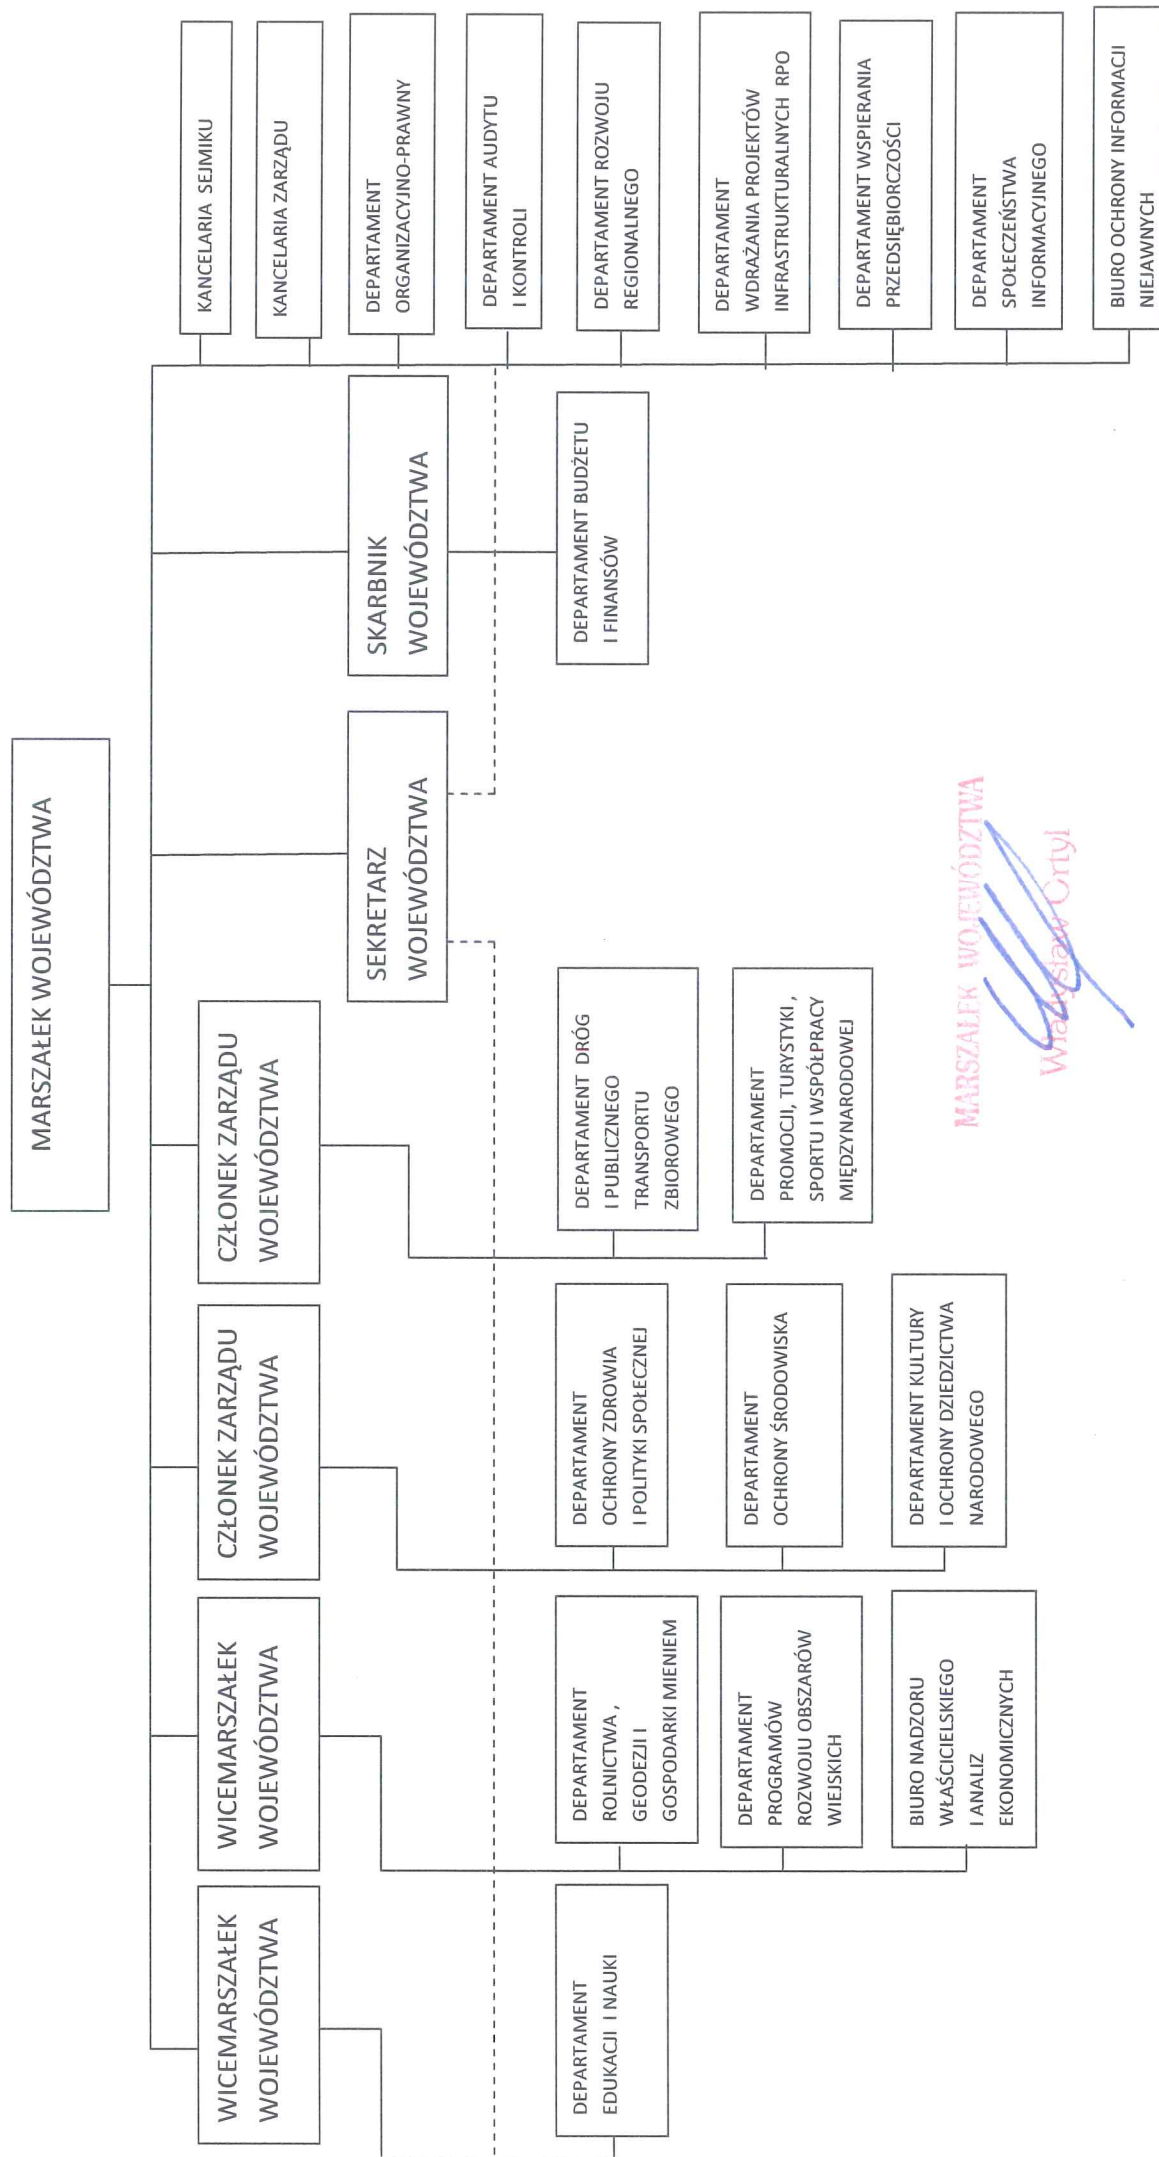 MARSZAŁEK WOJEWÓDZTWA
WICEMARSZAŁEK
WOJEWÓDZTWA
WICEMARSZAŁEK
WOJEWÓDZTWA
CZŁONEK ZARZĄDU
WOJEWÓDZTWA
CZŁONEK ZARZĄDU
WOJEWÓDZTWA
SEKRETARZ
WOJEWÓDZTWA
SKARBNIK
WOJEWÓDZTWA
DEPARTAMENT
EDUKACJI I NAUKI
DEPARTAMENT
ROLNICTWA ,
GEODEZJI I
GOSPODARKI MIENIEM
DEPARTAMENT
PROGRAMÓW
ROZWOJU OBSZARÓW
WIEJSKICH
BIURO NADZORU
WŁAŚCICIELSKIEGO
I ANALIZ
EKONOMICZNYCH
DEPARTAMENT
OCHRONY ZDROWIA
I POLITYKI SPOŁECZNEJ
DEPARTAMENT
OCHRONY ŚRODOWISKA
DEPARTAMENT KULTURY
I OCHRONY DZIEDZICTWA
NARODOWEGO
DEPARTAMENT DRÓG
I PUBLICZNEGO
TRANSPORTU
ZBIOROWEGO
DEPARTAMENT
PROMOCJI, TURYSTYKI ,
SPORTU I WSPÓŁPRACY
MIĘDZYNARODOWEJ
DEPARTAMENT BUDŻETU
I FINANSÓW
KANCELARIA SEJMIKU
KANCELARIA ZARZĄDU
DEPARTAMENT
ORGANIZACYJNO-PRAWNY
DEPARTAMENT AUDYTU
I KONTROLI
DEPARTAMENT ROZWOJU
REGIONALNEGO
DEPARTAMENT
WDRAŻANIA PROJEKTÓW
INFRASTRUKTURALNYCH RPO
DEPARTAMENT WSPIERANIA
PRZEDSIĘBIORCZOŚCI
DEPARTAMENT
SPOŁECZEŃSTWA
INFORMACYJNEGO
BIURO OCHRONY INFORMACJI
NIEJAWNYCH
MARSZAŁEK WOJEWÓDZTWA
Władysław Ortyl